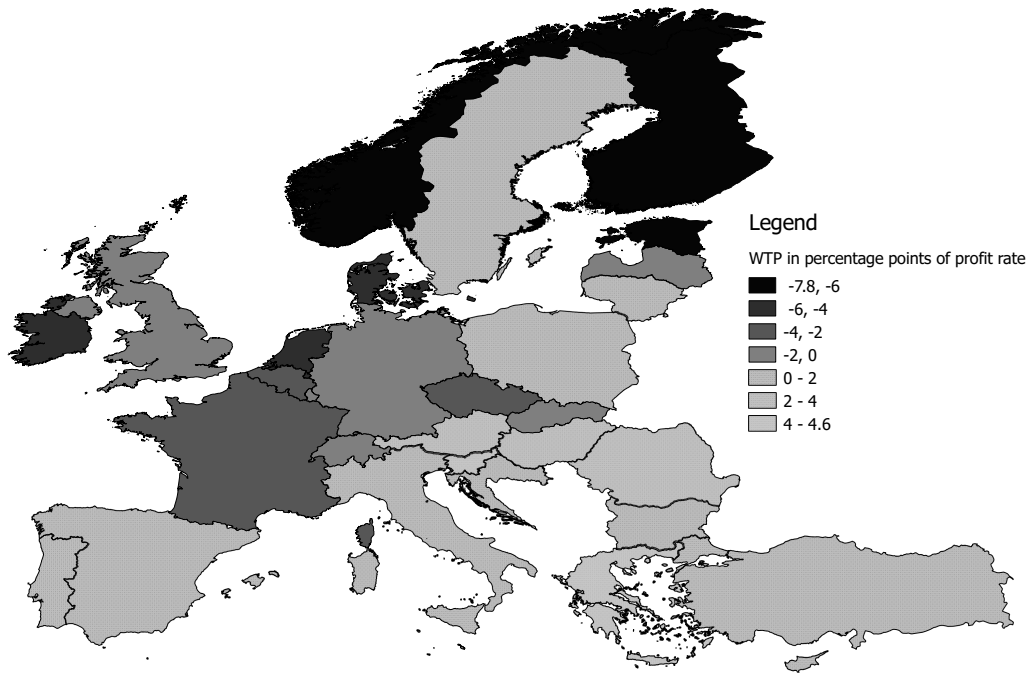 Legend
WTP in percentage points of profit rate
-7.8, -6
-6, -4
-4, -2
-2, 0
0 - 2
2 - 4
4 - 4.6